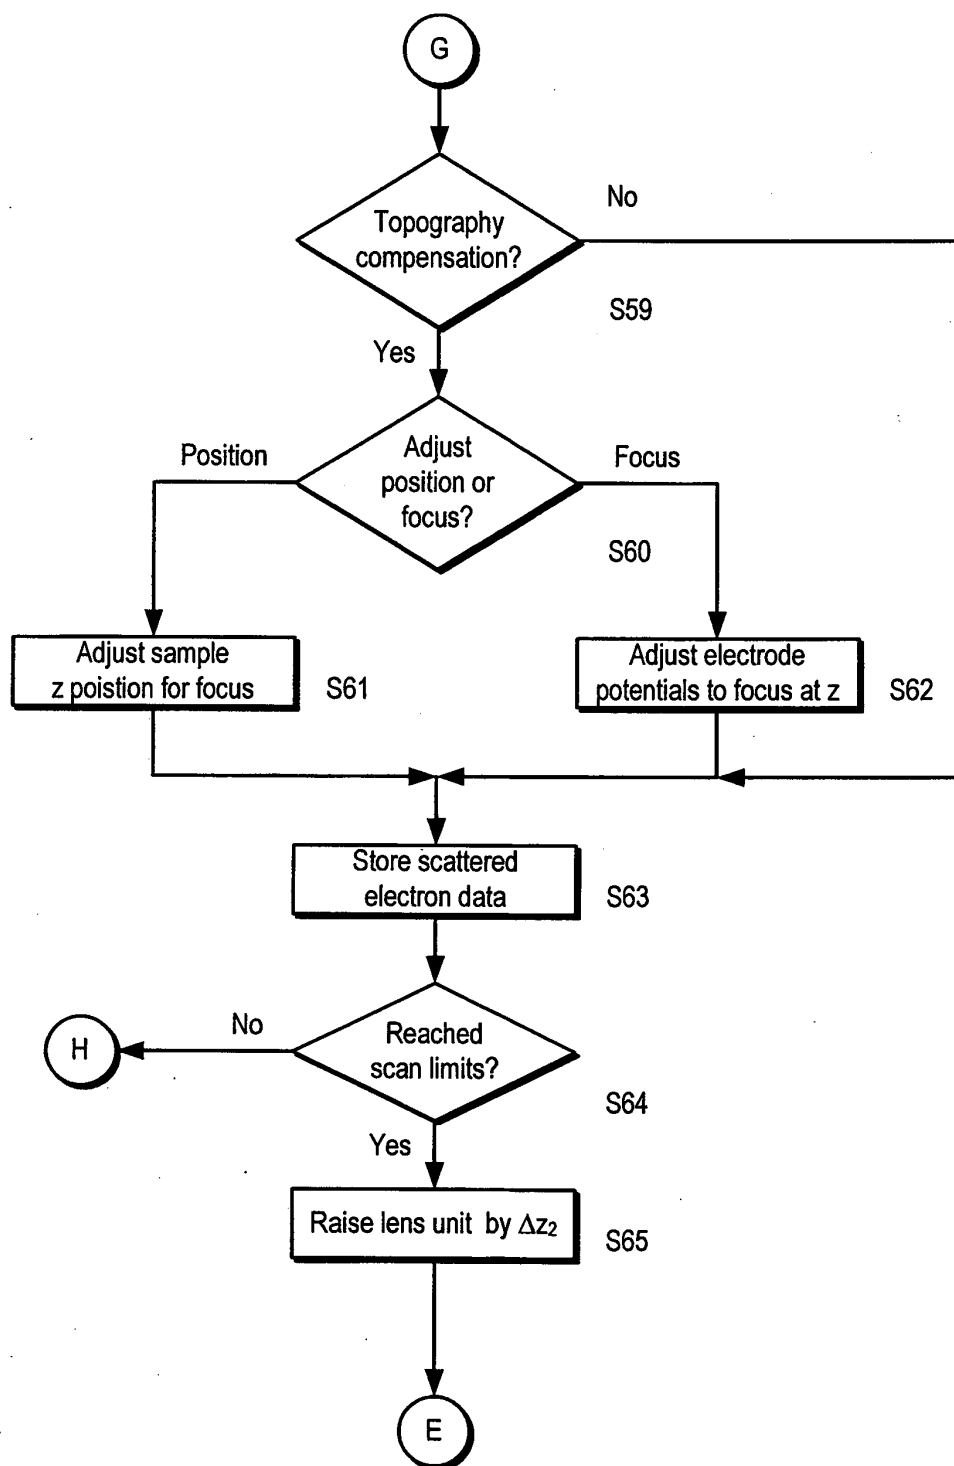 G
No
Topography
compensation?
S59
Yes
Position
Adjust
position or
focus?
Focus
S60
Adjust sample
z poistion for focus
S61
Adjust electrode
potentials to focus at z
S62
Store scattered
electron data
S63
H
No
Reached
scan limits?
S64
Yes
Raise lens unit by Δz₂
S65
E